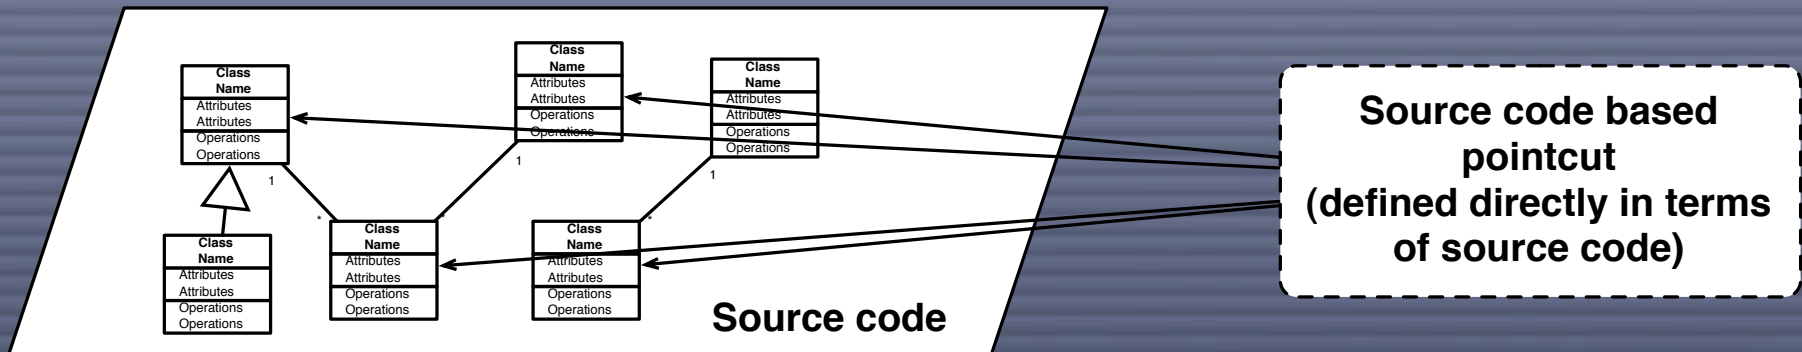 Class
Name
Attributes
Attributes
Operations
Operations
1
*
Class
Name
Attributes
Attributes
Operations
Operations
1
*
Class
Name
Attributes
Attributes
Operations
Operations
1
*
Class
Name
Attributes
Attributes
Operations
Operations
Class
Name
Attributes
Attributes
Operations
Operations
Class
Name
Attributes
Attributes
Operations
Operations
Source code
Source code based
pointcut
(defined directly in terms
of source code)